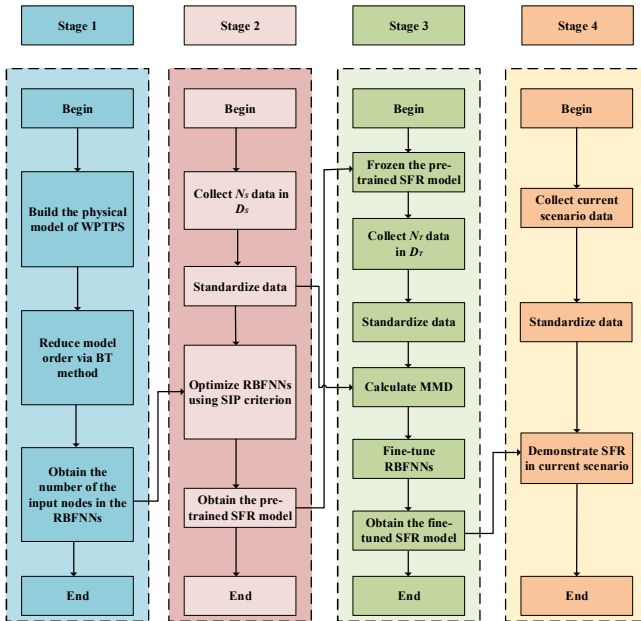 Stage 1
Stage 2
Stage 3
Stage 4
Begin
Build the physical
model of WPTPS
Reduce model
order via BT
method
Obtain the
number of the
input nodes in the
RBFNNs
End
Begin
Collect NS data in
DS
Standardize data
Optimize RBFNNs
using SIP criterion
Obtain the pre-
trained SFR model
End
Begin
Frozen the pre-
trained SFR model
Collect NT data
in DT
Standardize data
Calculate MMD
Fine-tune
RBFNNs
Obtain the fine-
tuned SFR model
End
Begin
Collect current
scenario data
Standardize data
Demonstrate SFR
in current scenario
End